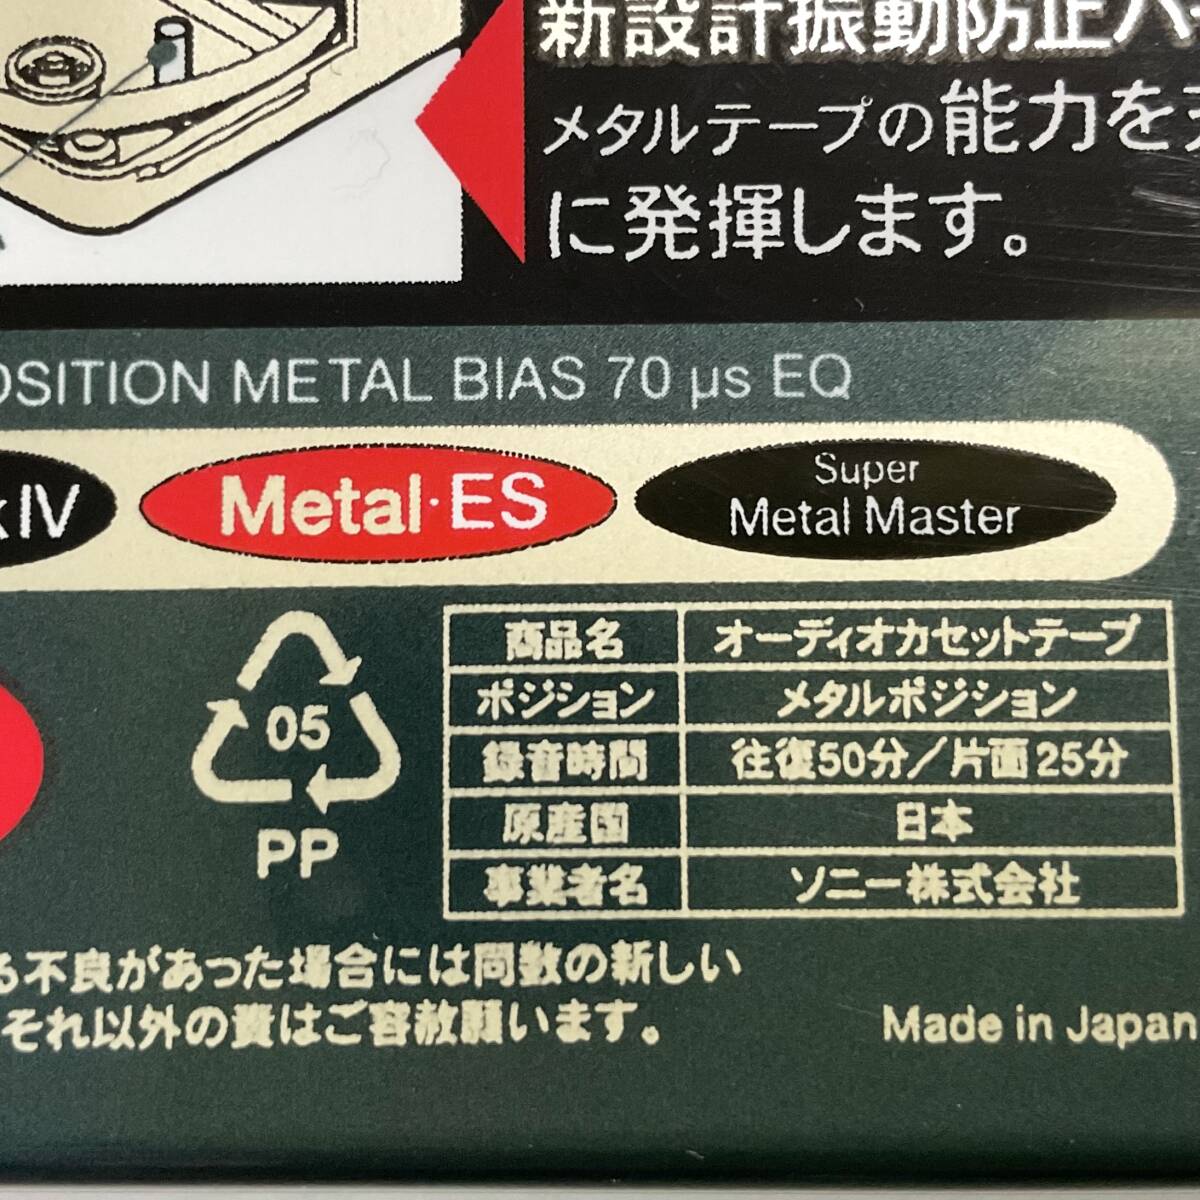 新設計振動防止ハ
メタルテープの能力を
に発揮します。
OSITION METAL BIAS 70 µs EQ
xIV
Metal·ES
Super
Metal Master
05
PP
商品名 オーディオカセットテープ
ポジション メタルポジション
録音時間 往復50分/片面25分
原産国 日本
事業者名 ソニー株式会社
る不良があった場合には同数の新しい
それ以外の責はご容赦願います。
Made in Japan